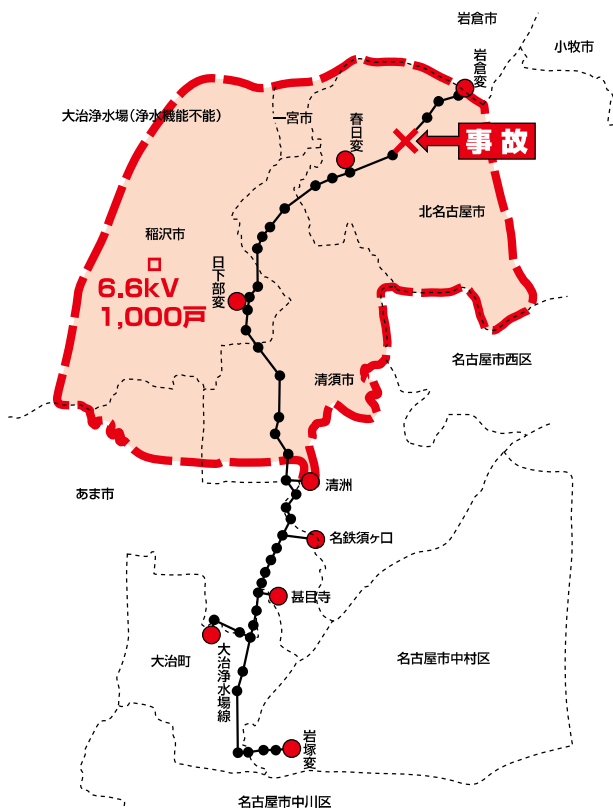 岩倉市
小牧市
岩倉変
大治浄水場(浄水機能不能)
一宮市
春日変
事故
北名古屋市
稲沢市
6.6kV
1,000戸
日下部変
名古屋市西区
清須市
清洲
あま市
名鉄須ヶ口
甚目寺
大治町
大治浄水場線
名古屋市中村区
岩塚変
名古屋市中川区